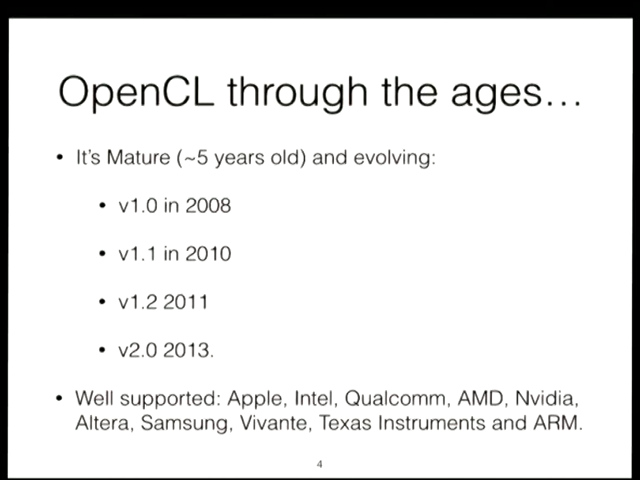 OpenCL through the ages...
• It's Mature (~5 years old) and evolving:
• v1.0 in 2008
• v1.1 in 2010
• v1.2 2011
• v2.0 2013.
• Well supported: Apple, Intel, Qualcomm, AMD, Nvidia,
Altera, Samsung, Vivante, Texas Instruments and ARM.
4